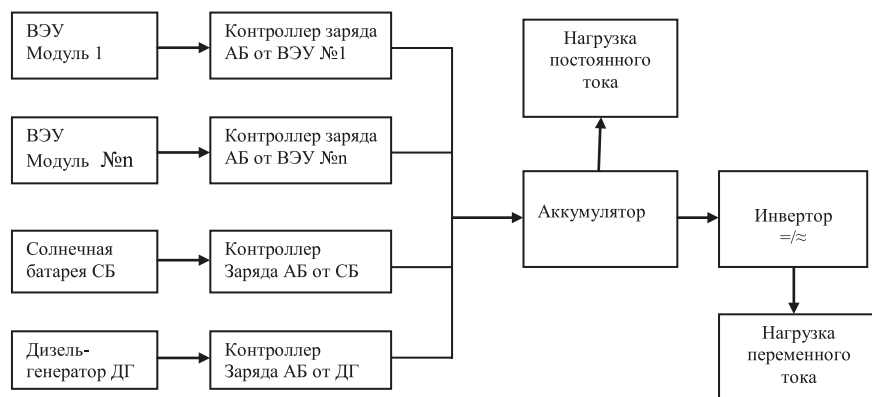 ВЭУ
Модуль 1
Контроллер заряда
АБ от ВЭУ №1
Нагрузка
постоянного
тока
ВЭУ
Модуль №n
Контроллер заряда
АБ от ВЭУ №n
Аккумулятор
Инвертор
=/≈
Солнечная
батарея СБ
Контроллер
Заряда АБ от СБ
Дизель-
генератор ДГ
Контроллер
Заряда АБ от ДГ
Нагрузка
переменного
тока